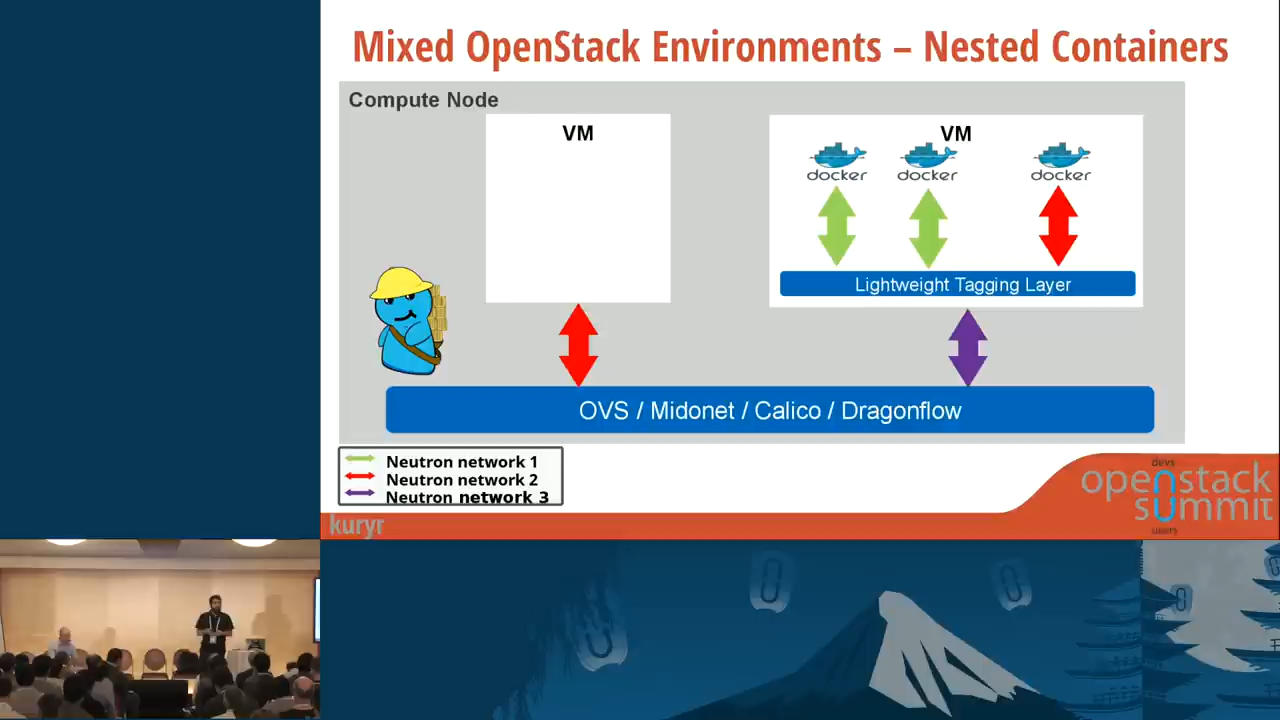 Mixed OpenStack Environments – Nested Containers
Compute Node
VM
VM
docker
docker
docker
Lightweight Tagging Layer
OVS / Midonet / Calico / Dragonflow
Neutron network 1
Neutron network 2
Neutron network 3
kuryr
devs
openstack
summit
users